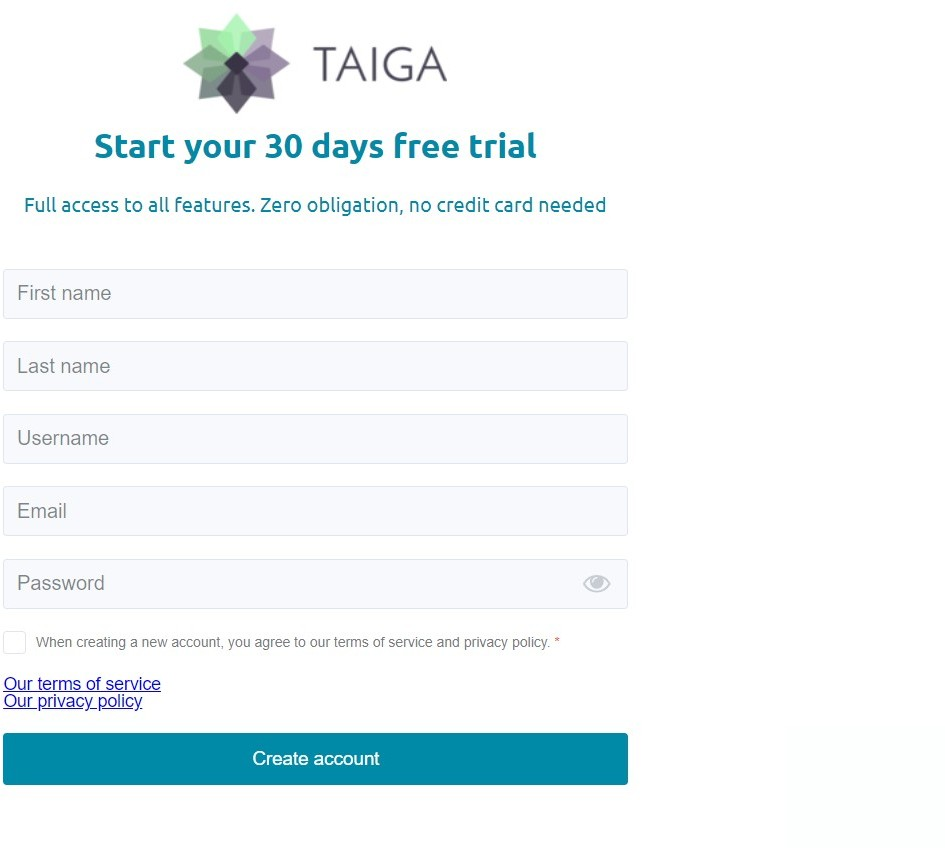 TAIGA
Start your 30 days free trial
Full access to all features. Zero obligation, no credit card needed
First name
Last name
Username
Email
Password
When creating a new account, you agree to our terms of service and privacy policy. *
Our terms of service
Our privacy policy
Create account